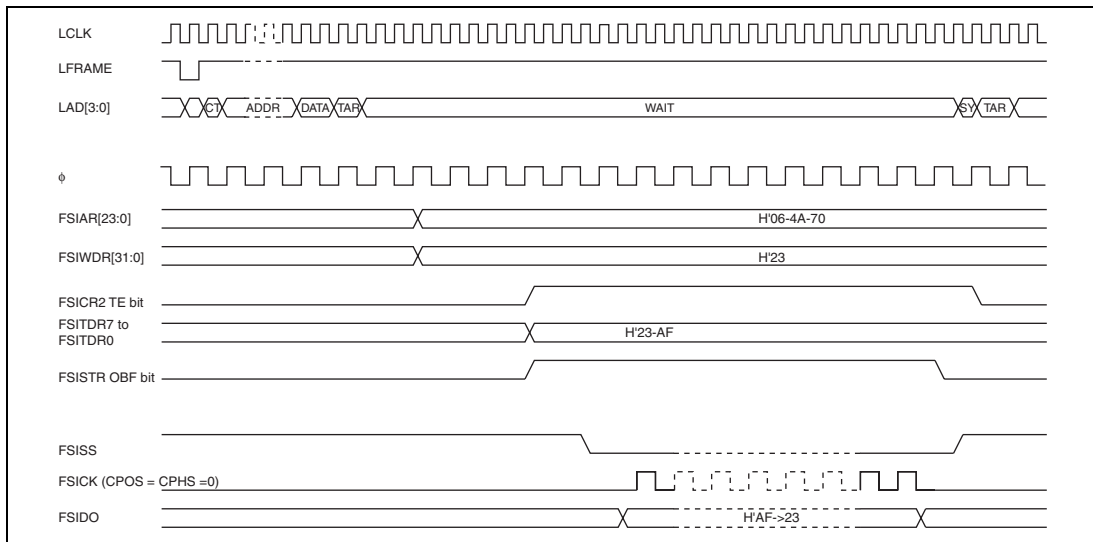 LCLK
LFRAME
LAD[3:0] CT ADDR DATA TAR WAIT SY TAR
ϕ
FSIAR[23:0] H'06-4A-70
FSIWDR[31:0] H'23
FSICR2 TE bit
FSITDR7 to
FSITDR0 H'23-AF
FSISTR OBF bit
FSISS
FSICK (CPOS = CPHS =0)
FSIDO H'AF->23